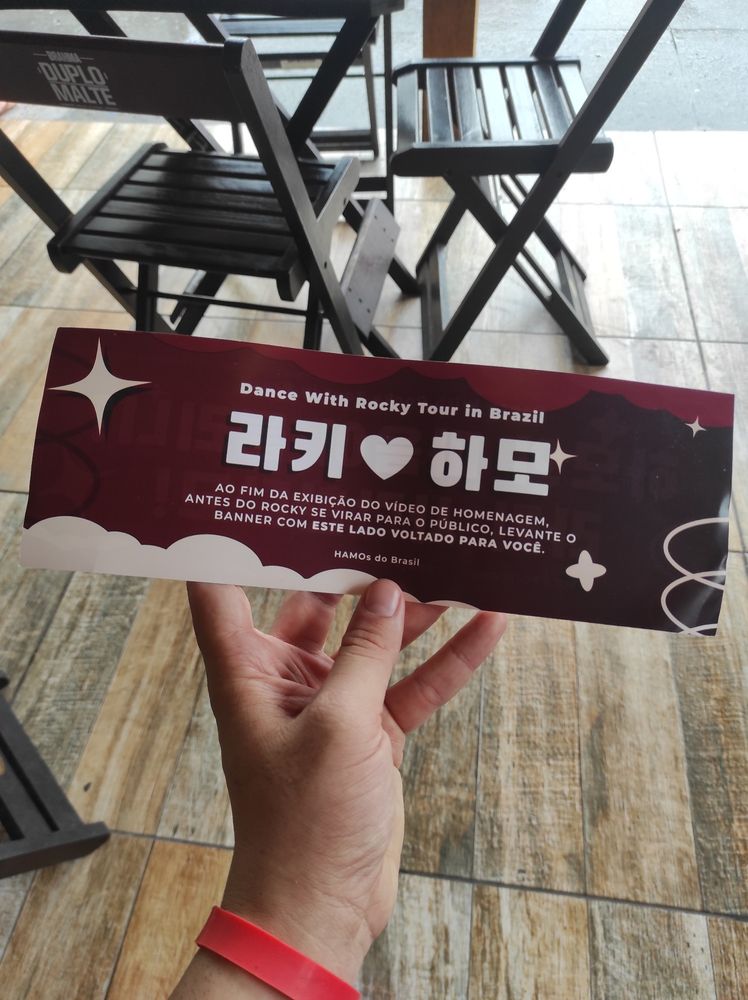 BRAHMA
DUPLO
MALTE
Dance With Rocky Tour in Brazil
라키♥하모
AO FIM DA EXIBIÇÃO DO VÍDEO DE HOMENAGEM,
ANTES DO ROCKY SE VIRAR PARA O PÚBLICO, LEVANTE O
BANNER COM ESTE LADO VOLTADO PARA VOCÊ.
HAMOs do Brasil